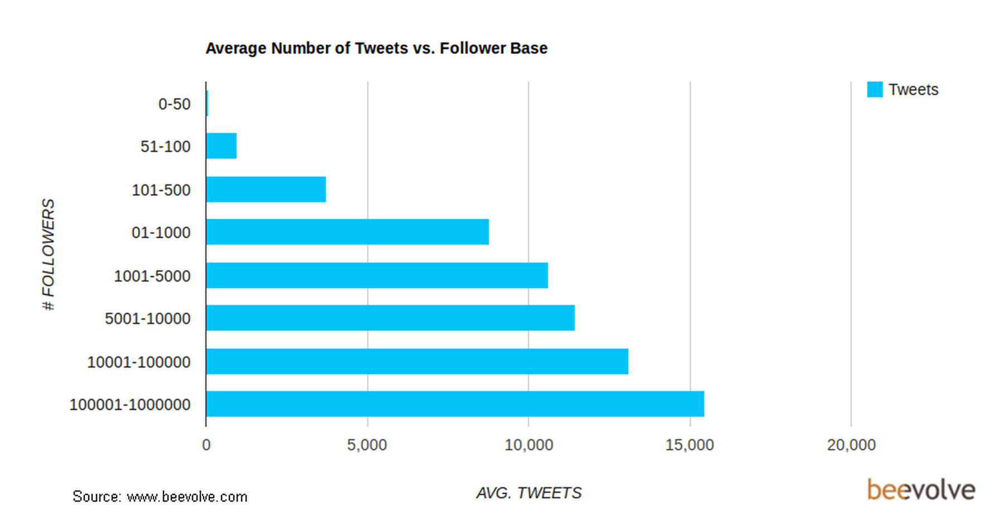 Average Number of Tweets vs. Follower Base
Tweets
0-50
51-100
101-500
01-1000
1001-5000
5001-10000
10001-100000
100001-1000000
# FOLLOWERS
0 5,000 10,000 15,000 20,000
AVG. TWEETS
Source: www.beevolve.com
beevolve